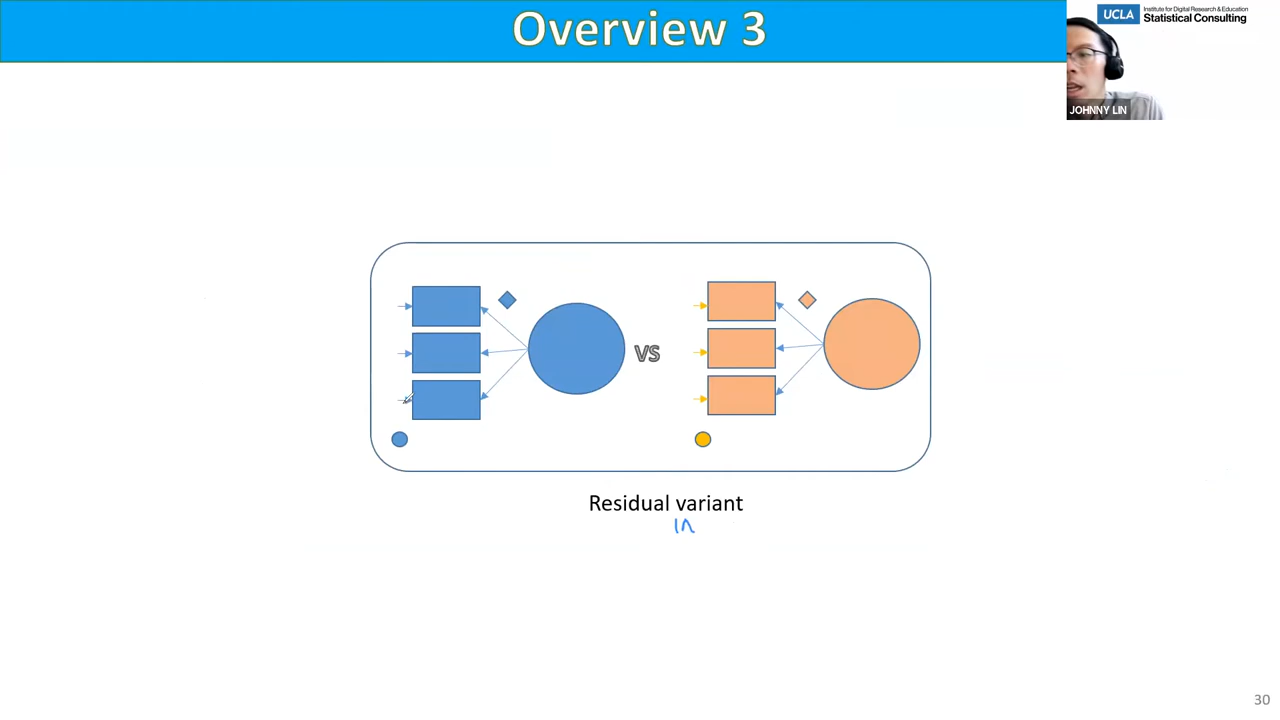 Overview 3
UCLA
Institute for Digital Research & Education
Statistical Consulting
JOHNNY LIN
VS
Residual variant
in
30